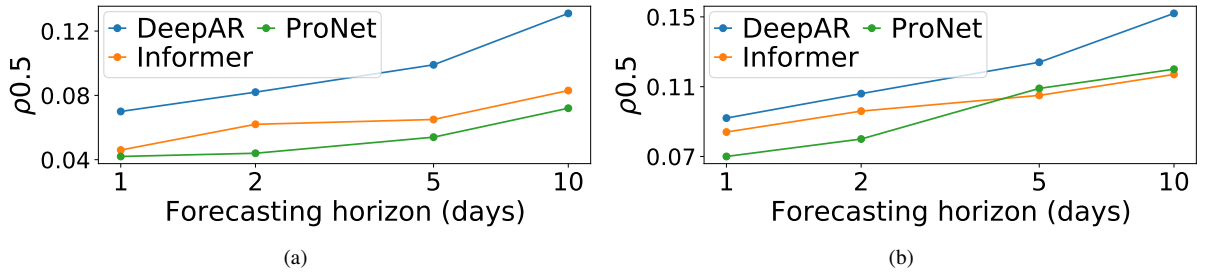 0.12
0.08
0.04
ρ0.5
DeepAR
Informer
ProNet
1
2
5
10
Forecasting horizon (days)
(a)
0.15
0.11
0.07
ρ0.5
DeepAR
Informer
ProNet
1
2
5
10
Forecasting horizon (days)
(b)